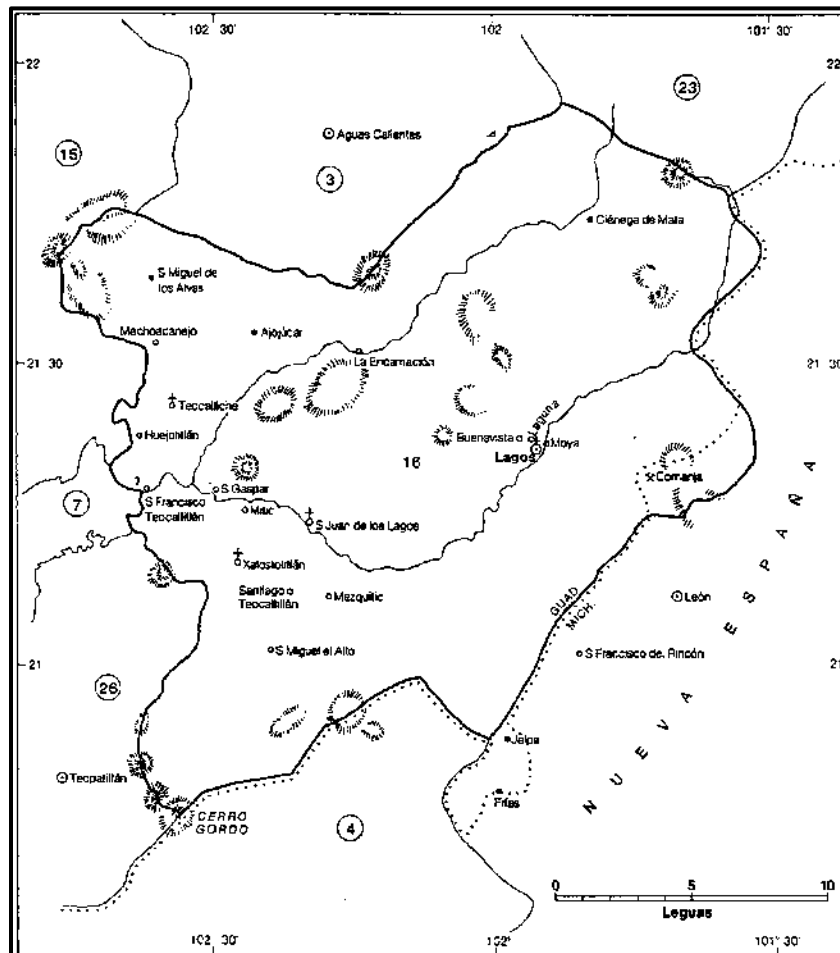 102 30'
102
101° 30'
22
22
23
15
Aguas Calientes
3
Ciénega de Mata
S Miguel de
los Alvas
Mechoacanejo
Ajojúcar
21 30
La Encarnación
21 30
Teocaltiche
Laguna
Huejotitlán
Buenavista
Moya
Lagos
16
Comanja
?
S Gaspar
7
S Francisco
Teocaltitlán
Mitic
S Juan de los Lagos
Xalostotitlán
Santiago
Teocaltitlán
Mezquitic
GUAD
MICH.
León
S Miguel el Alto
S Francisco del Rincón
21
21
26
NUEVA ESPAÑA
Jalpa
Tecpatitlán
Frías
CERRO
GORDO
4
0 5 10
Leguas
102 30'
102°
101° 30'